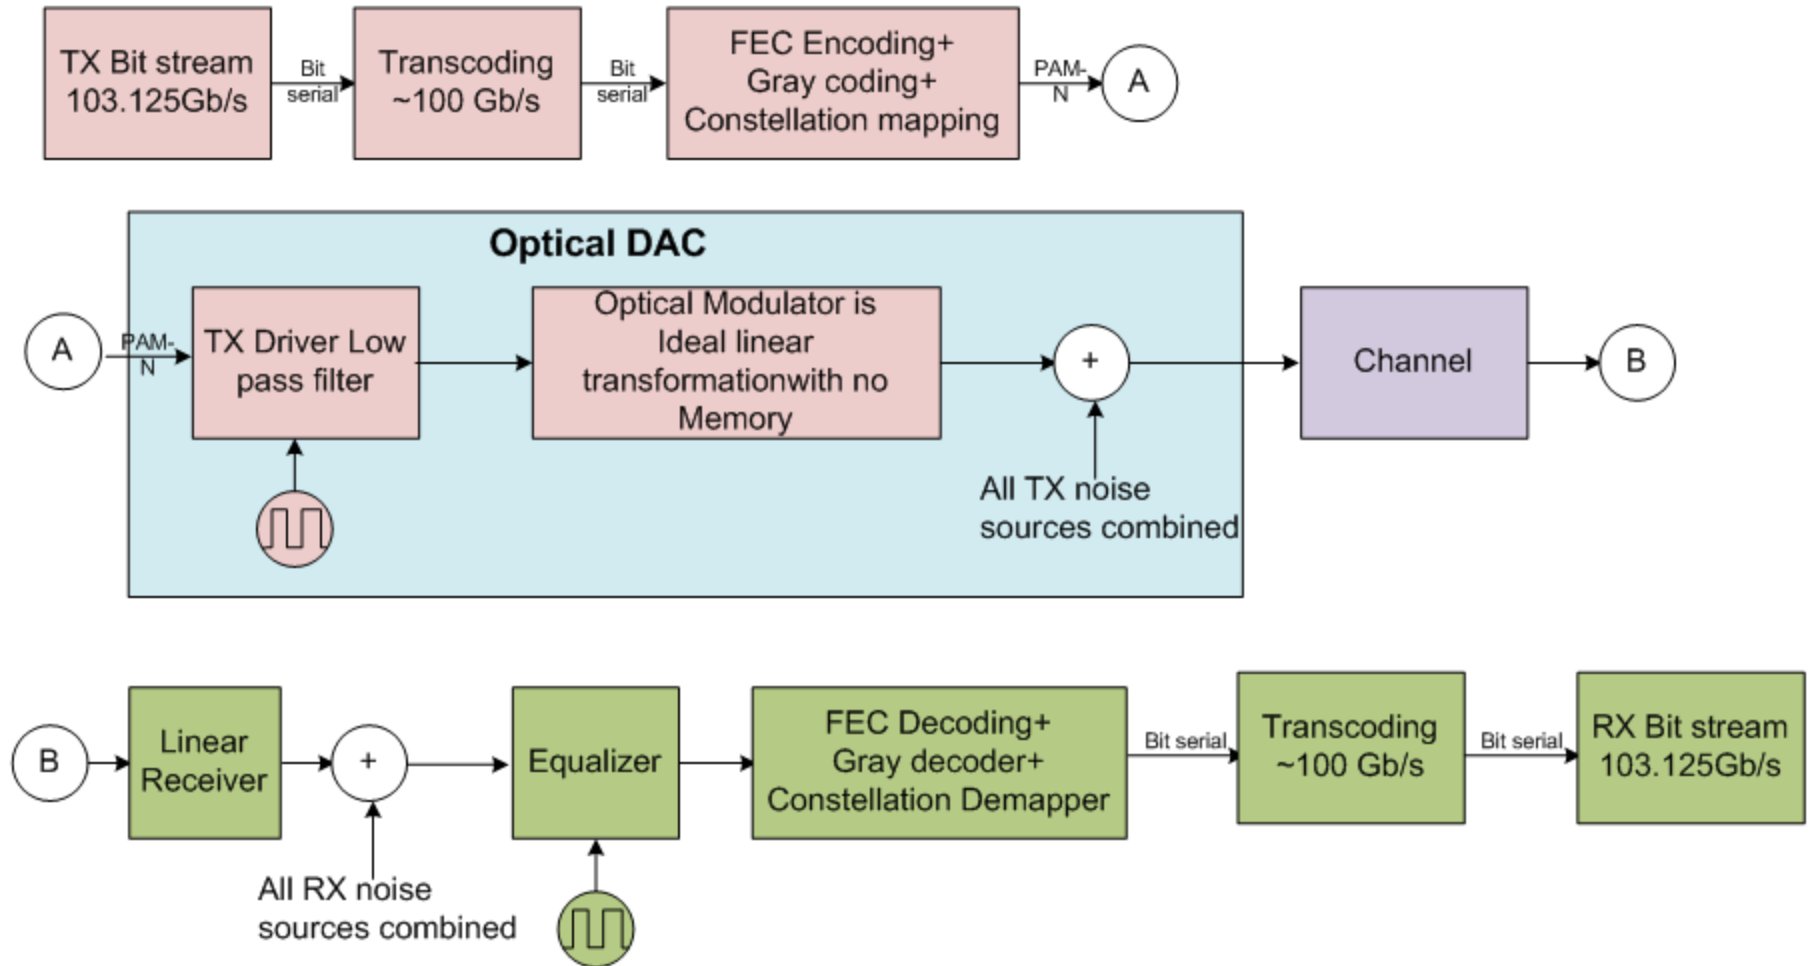 TX Bit stream
103.125Gb/s
Bit
serial
Transcoding
~100 Gb/s
Bit
serial
FEC Encoding+
Gray coding+
Constellation mapping
PAM-
N
A
Optical DAC
A
PAM-
N
TX Driver Low
pass filter
Optical Modulator is
Ideal linear
transformationwith no
Memory
+
All TX noise
sources combined
Channel
B
B
Linear
Receiver
+
All RX noise
sources combined
Equalizer
FEC Decoding+
Gray decoder+
Constellation Demapper
Bit serial
Transcoding
~100 Gb/s
Bit serial
RX Bit stream
103.125Gb/s